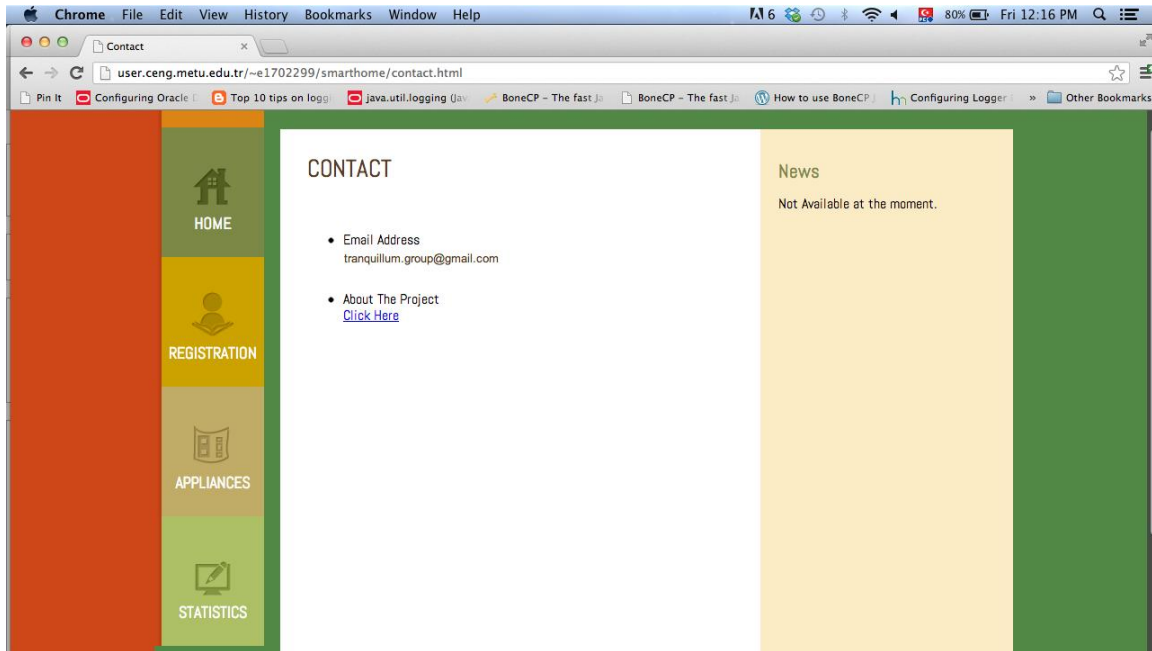 Chrome File Edit View History Bookmarks Window Help 6 80% Fri 12:16 PM
Contact
user.ceng.metu.edu.tr/~e1702299/smarthome/contact.html
Pin It Configuring Oracle Top 10 tips on loggi java.util.logging (Jav BoneCP – The fast Ja BoneCP – The fast Ja How to use BoneCP Configuring Logger » Other Bookmarks
HOME
REGISTRATION
APPLIANCES
STATISTICS
CONTACT
• Email Address
tranquillum.group@gmail.com
• About The Project
Click Here
News
Not Available at the moment.